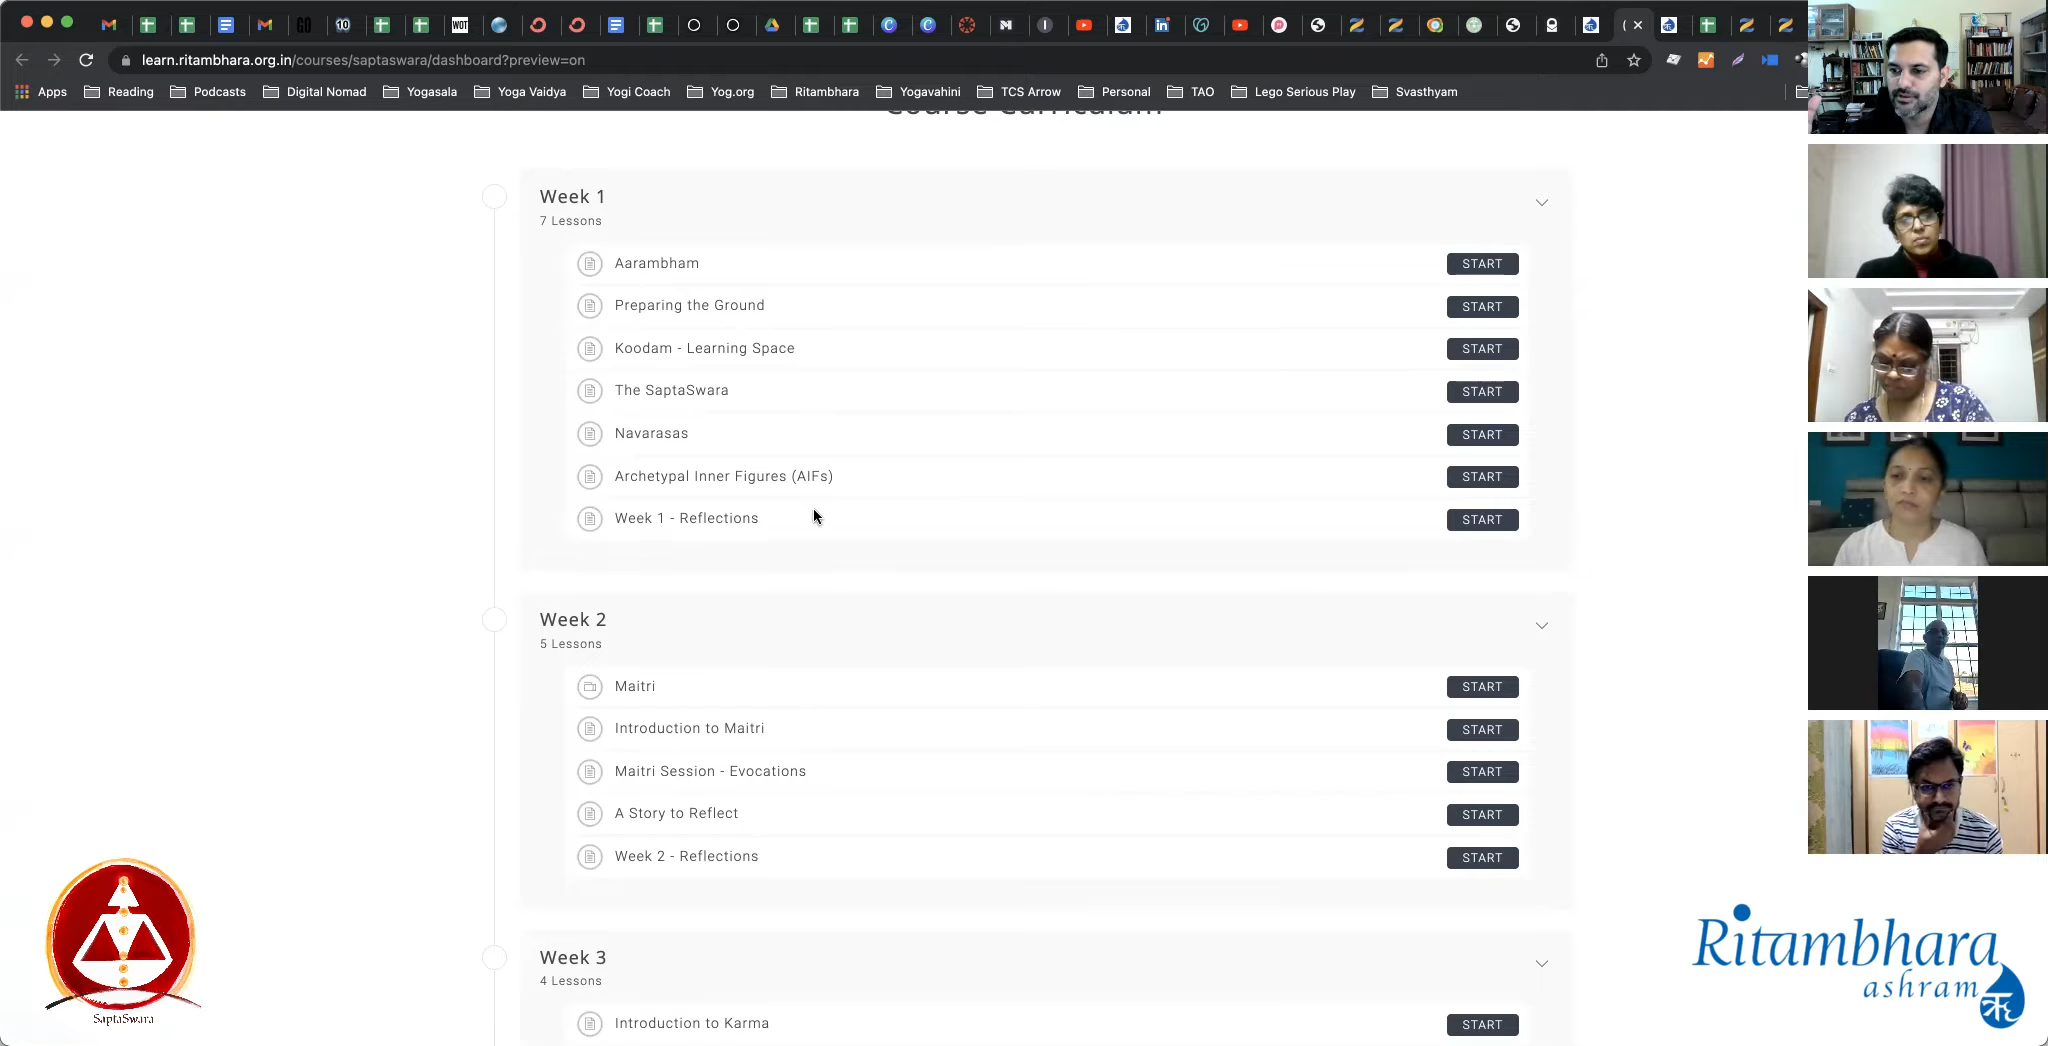 10
WOT
learn.ritambhara.org.in/courses/saptaswara/dashboard?preview=on
Apps Reading Podcasts Digital Nomad Yogasala Yoga Vaidya Yogi Coach Yog.org Ritambhara Yogavahini TCS Arrow Personal TAO Lego Serious Play Svasthyam
Course Curriculum
Week 1
7 Lessons
Aarambham START
Preparing the Ground START
Koodam - Learning Space START
The SaptaSwara START
Navarasas START
Archetypal Inner Figures (AIFs) START
Week 1 - Reflections START
Week 2
5 Lessons
Maitri START
Introduction to Maitri START
Maitri Session - Evocations START
A Story to Reflect START
Week 2 - Reflections START
Week 3
4 Lessons
Introduction to Karma START
SaptaSwara
Ritambhara
ashram